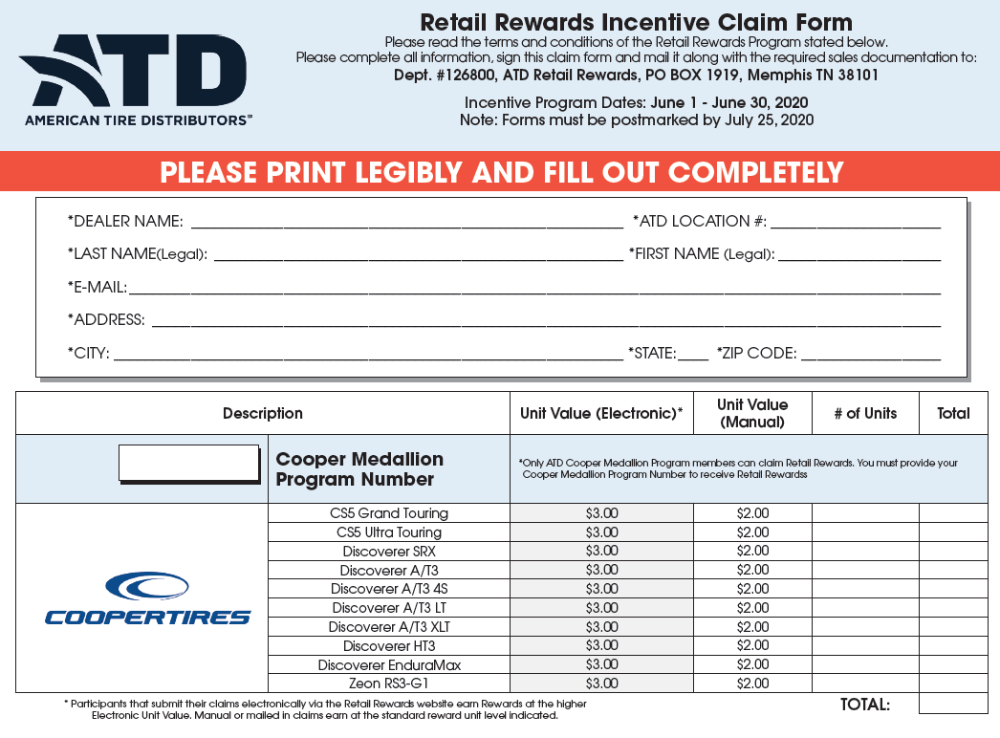 ATD
AMERICAN TIRE DISTRIBUTORS℠
Retail Rewards Incentive Claim Form
Please read the terms and conditions of the Retail Rewards Program stated below.
Please complete all information, sign this claim form and mail it along with the required sales documentation to:
Dept. #126800, ATD Retail Rewards, PO BOX 1919, Memphis TN 38101
Incentive Program Dates: June 1 - June 30, 2020
Note: Forms must be postmarked by July 25, 2020
PLEASE PRINT LEGIBLY AND FILL OUT COMPLETELY
*DEALER NAME: *ATD LOCATION #:
*LAST NAME(Legal): *FIRST NAME (Legal):
*E-MAIL:
*ADDRESS:
*CITY: *STATE: *ZIP CODE:
Description Unit Value (Electronic)* Unit Value (Manual) # of Units Total
Cooper Medallion
Program Number
*Only ATD Cooper Medallion Program members can claim Retail Rewards. You must provide your
Cooper Medallion Program Number to receive Retail Rewardss
COOPERTIRES
CS5 Grand Touring $3.00 $2.00
CS5 Ultra Touring $3.00 $2.00
Discoverer SRX $3.00 $2.00
Discoverer A/T3 $3.00 $2.00
Discoverer A/T3 4S $3.00 $2.00
Discoverer A/T3 LT $3.00 $2.00
Discoverer A/T3 XLT $3.00 $2.00
Discoverer HT3 $3.00 $2.00
Discoverer EnduraMax $3.00 $2.00
Zeon RS3-G1 $3.00 $2.00
* Participants that submit their claims electronically via the Retail Rewards website earn Rewards at the higher
Electronic Unit Value. Manual or mailed in claims earn at the standard reward unit level indicated.
TOTAL: